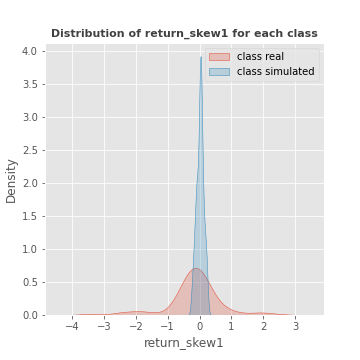 Distribution of return_skew1 for each class
class real
class simulated
4.0
3.5
3.0
2.5
2.0
1.5
1.0
0.5
0.0
Density
−4 −3 −2 −1 0 1 2 3
return_skew1